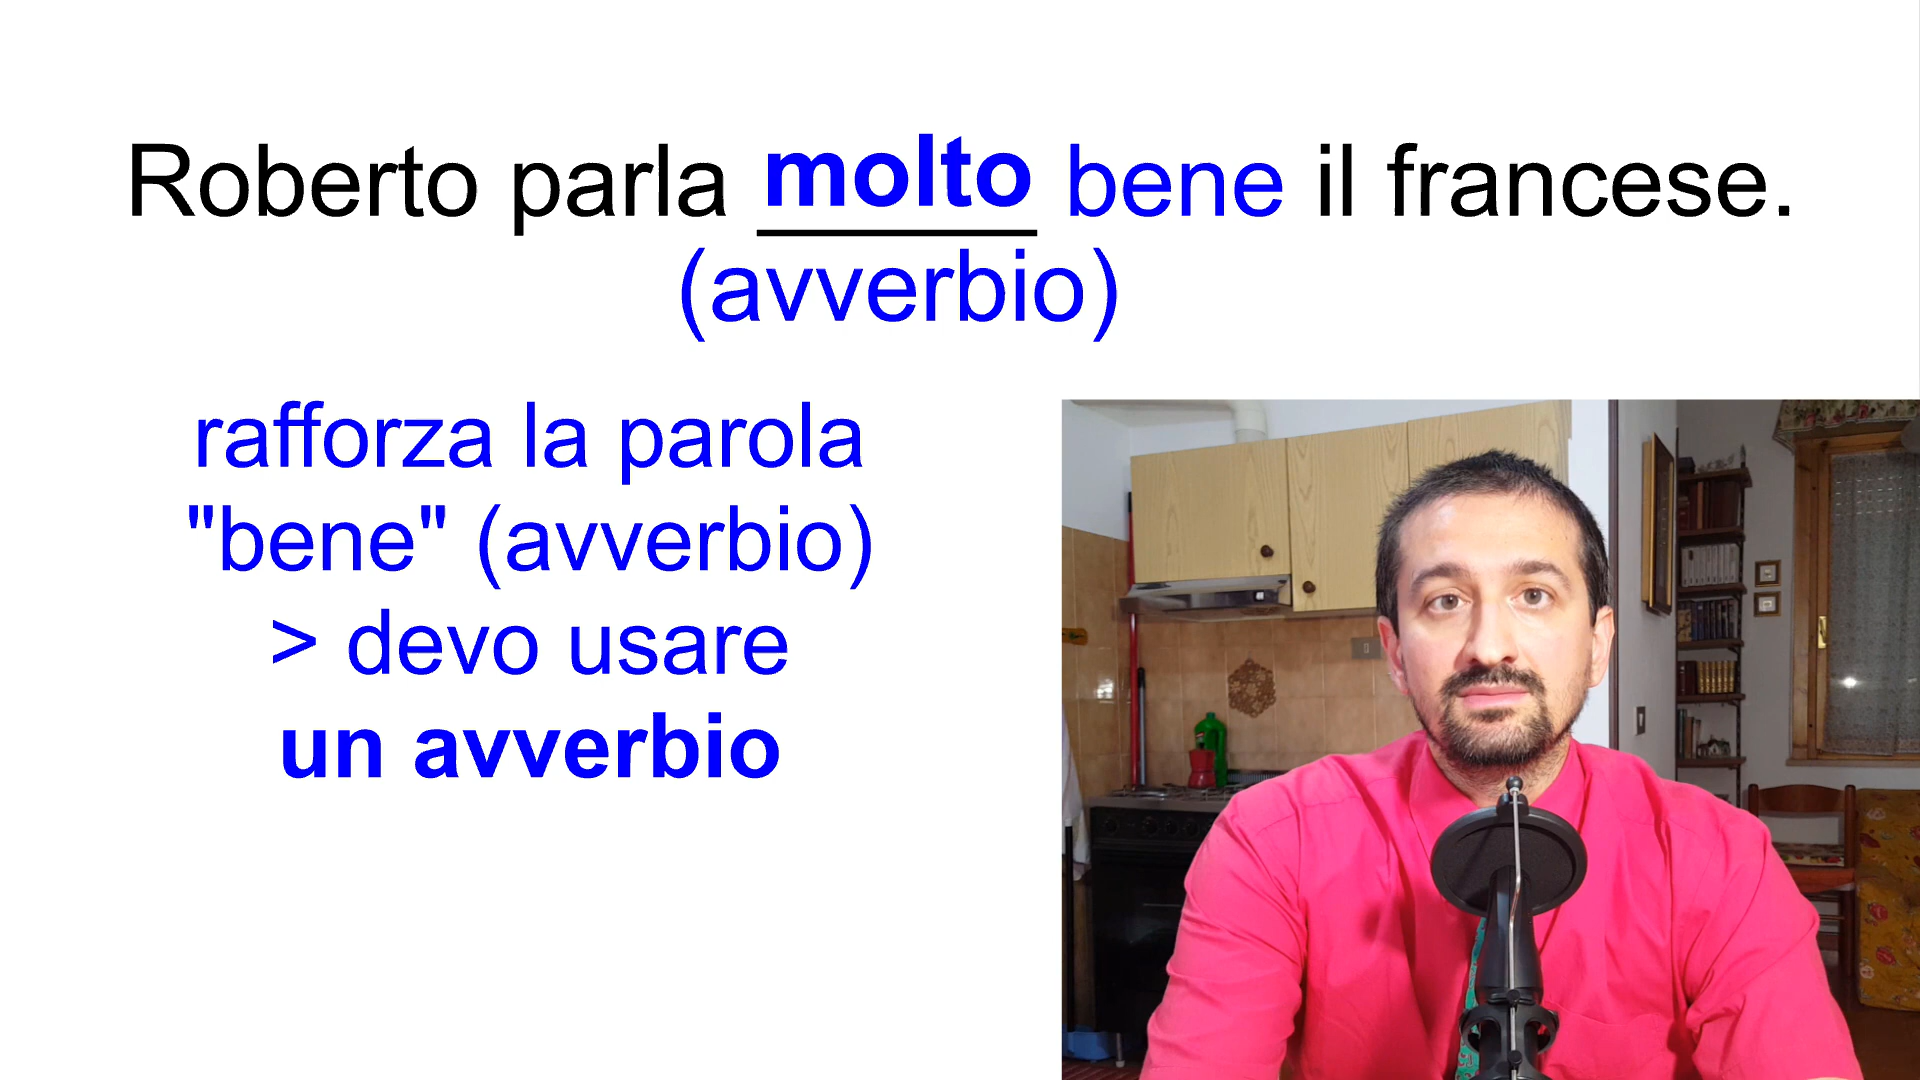 Roberto parla molto bene il francese.
(avverbio)
rafforza la parola
"bene" (avverbio)
> devo usare
un avverbio